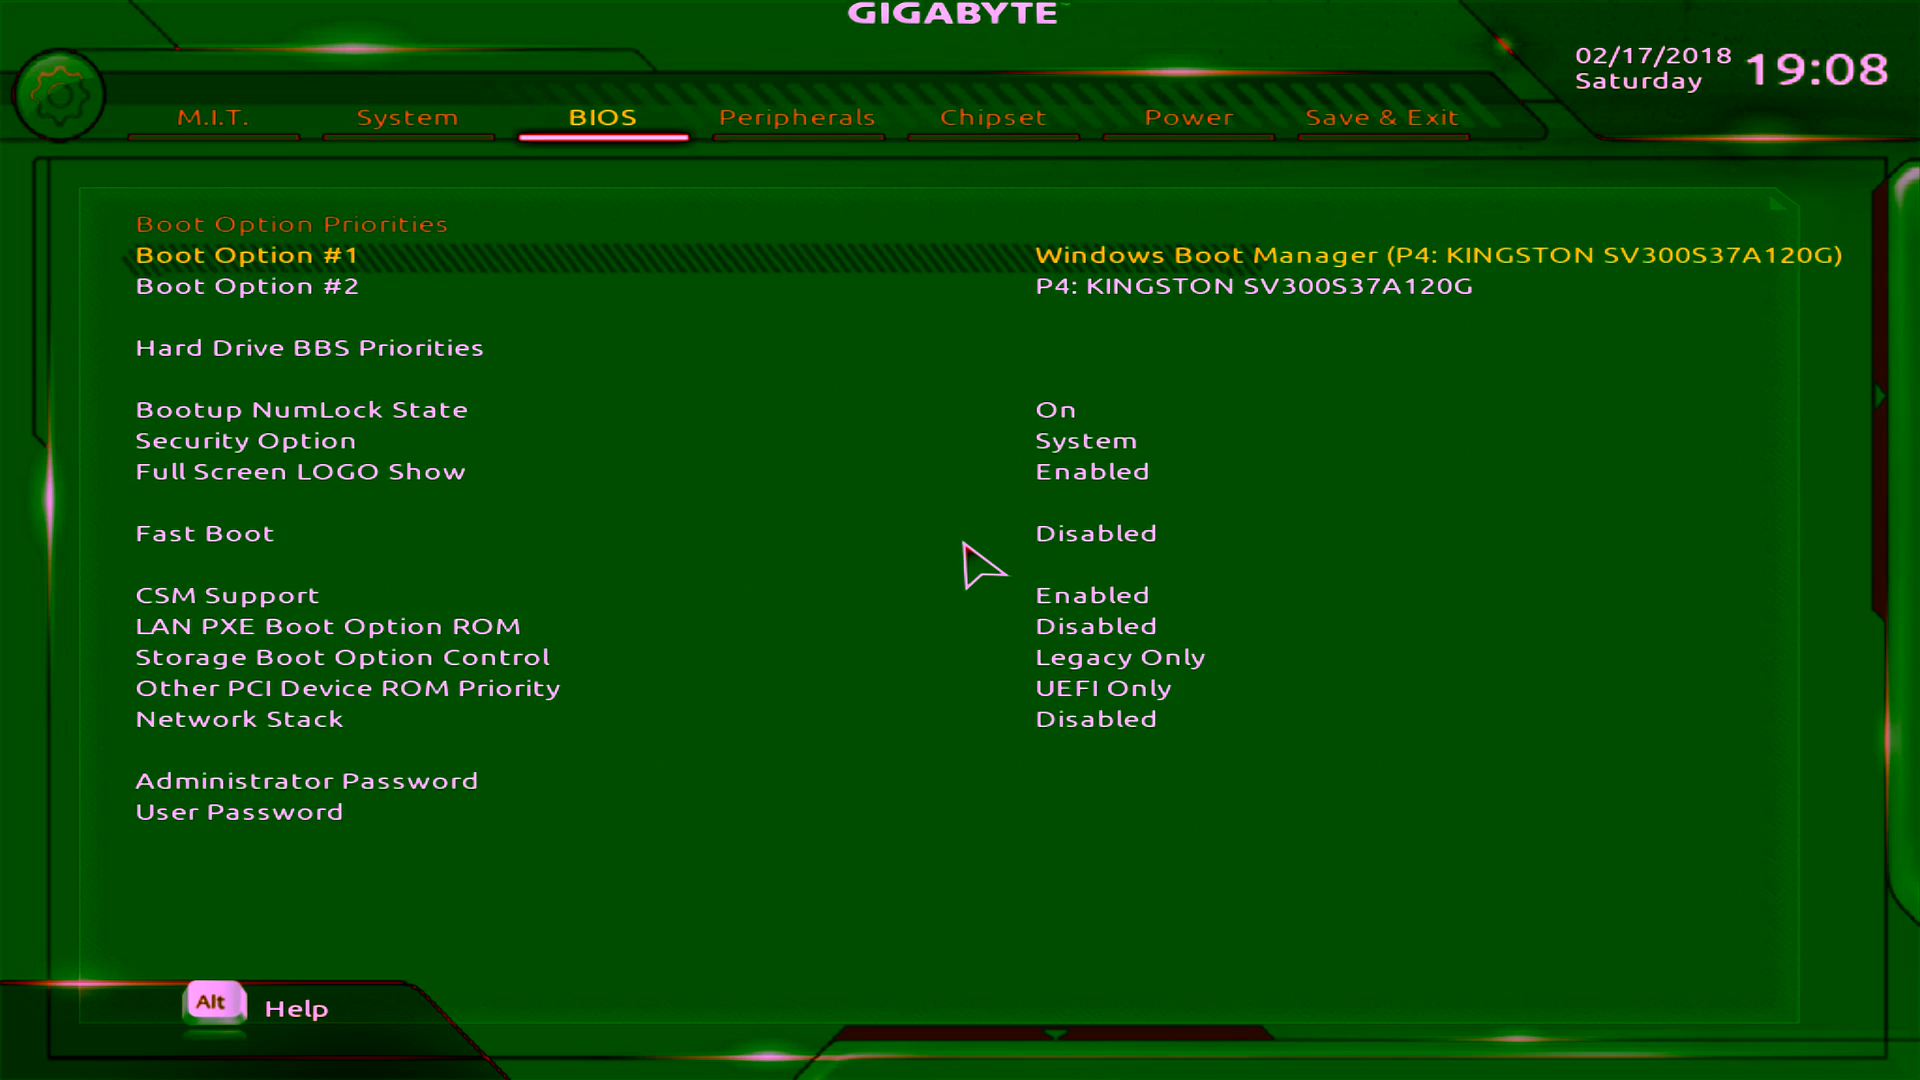 GIGABYTE
02/17/2018
Saturday
19:08
M.I.T. System BIOS Peripherals Chipset Power Save & Exit
Boot Option Priorities
Boot Option #1 Windows Boot Manager (P4: KINGSTON SV300S37A120G)
Boot Option #2 P4: KINGSTON SV300S37A120G
Hard Drive BBS Priorities
Bootup NumLock State On
Security Option System
Full Screen LOGO Show Enabled
Fast Boot Disabled
CSM Support Enabled
LAN PXE Boot Option ROM Disabled
Storage Boot Option Control Legacy Only
Other PCI Device ROM Priority UEFI Only
Network Stack Disabled
Administrator Password
User Password
Alt Help